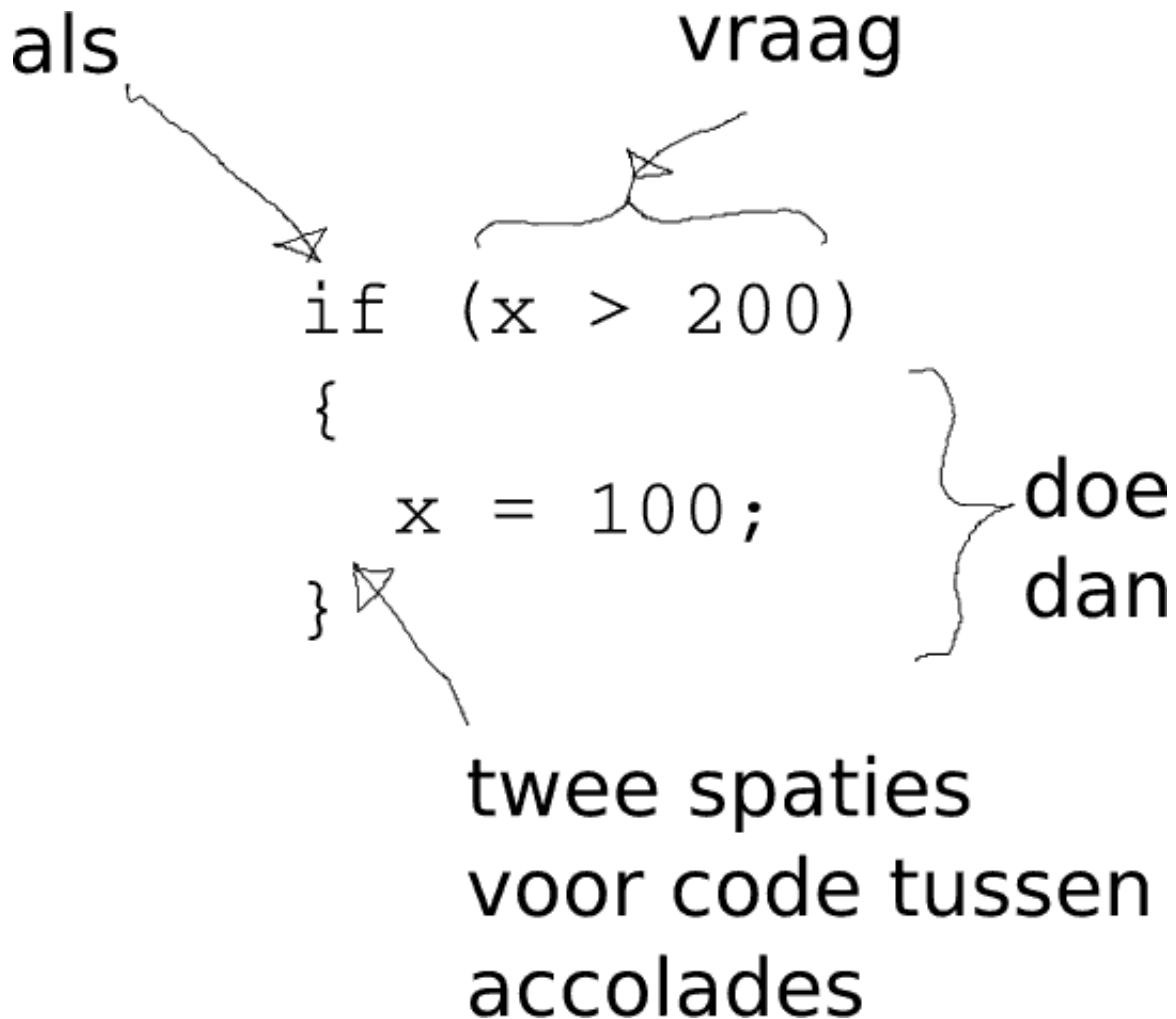 als
vraag
if (x > 200)
{
x = 100;
}
doe
dan
twee spaties
voor code tussen
accolades